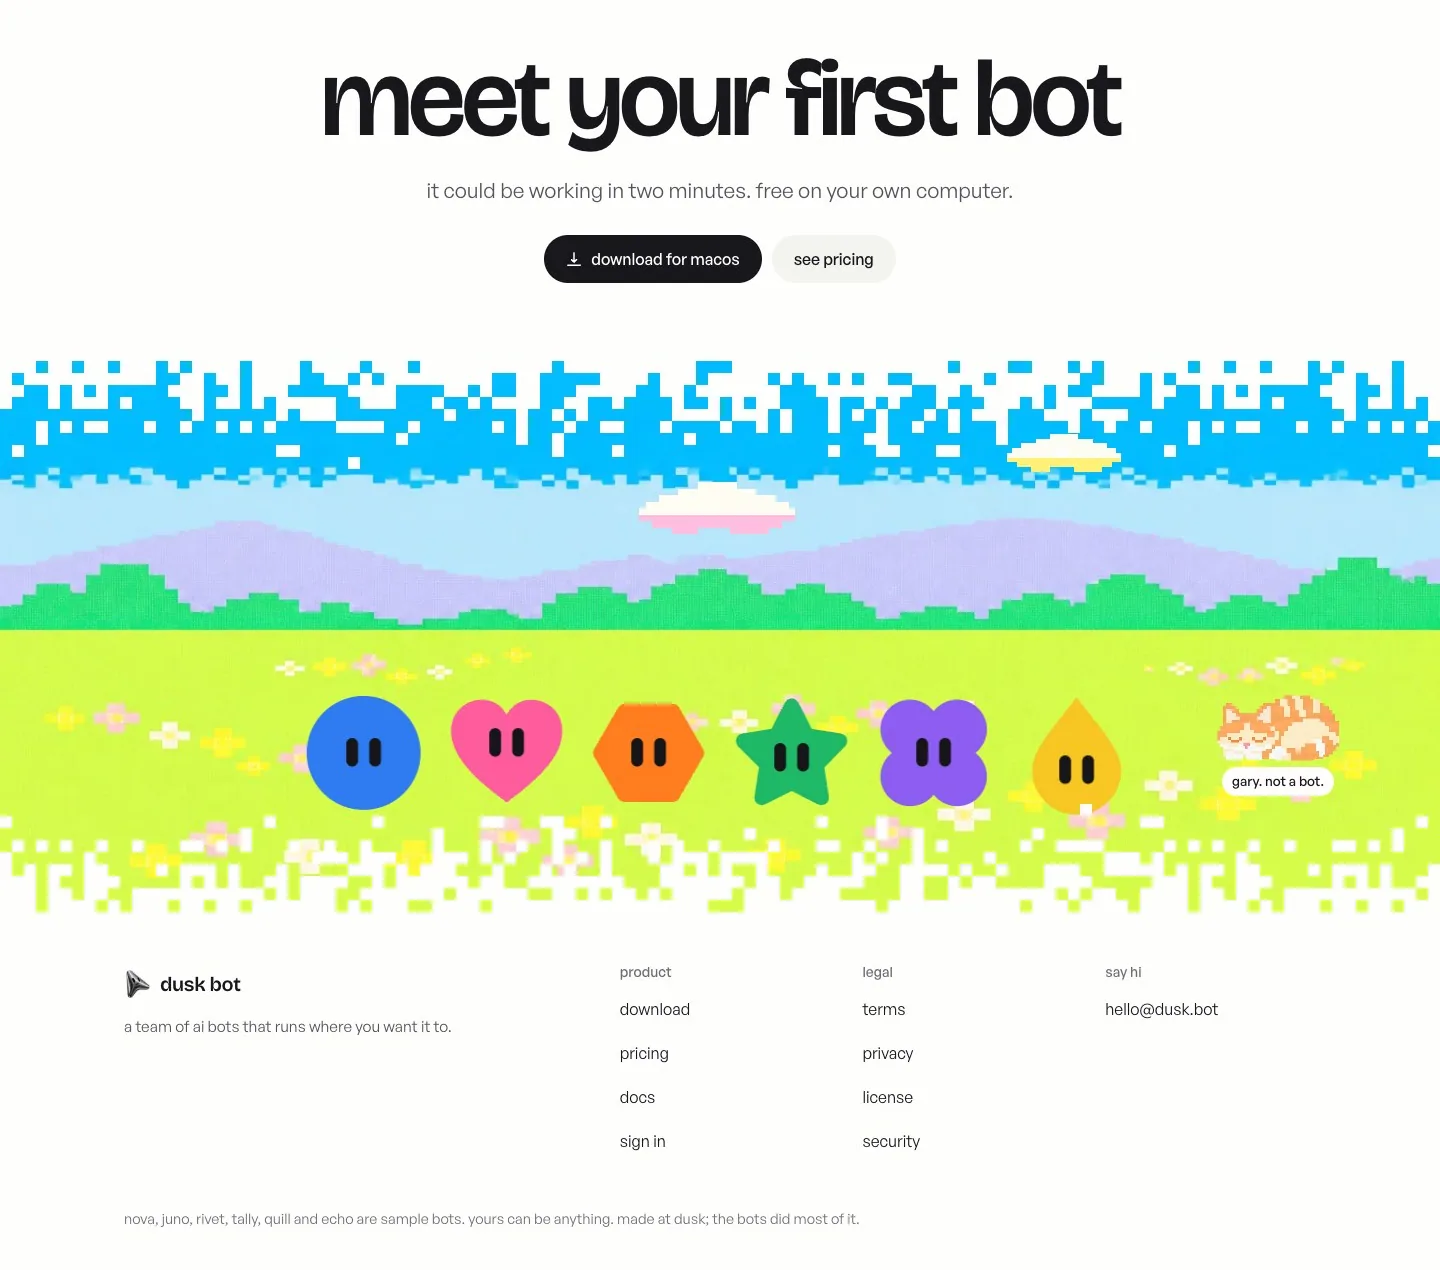 meet your first bot
it could be working in two minutes. free on your own computer.
download for macos
see pricing
gary. not a bot.
dusk bot
a team of ai bots that runs where you want it to.
product
download
pricing
docs
sign in
legal
terms
privacy
license
security
say hi
hello@dusk.bot
nova, juno, rivet, tally, quill and echo are sample bots. yours can be anything. made at dusk; the bots did most of it.